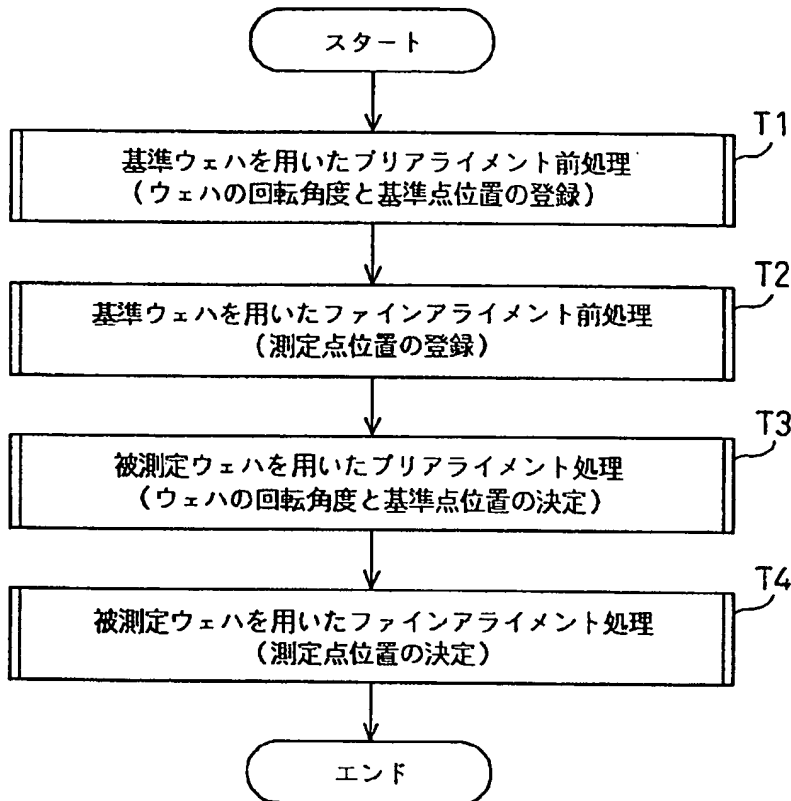 スタート
T1
基準ウェハを用いたプリアライメント前処理
(ウェハの回転角度と基準点位置の登録)
T2
基準ウェハを用いたファインアライメント前処理
(測定点位置の登録)
T3
被測定ウェハを用いたプリアライメント処理
(ウェハの回転角度と基準点位置の決定)
T4
被測定ウェハを用いたファインアライメント処理
(測定点位置の決定)
エンド